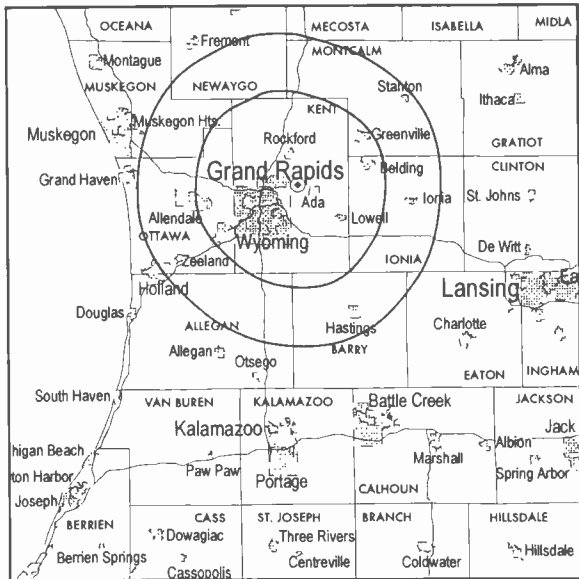 OCEANA
MECOSTA
ISABELLA
MIDLA
Fremont
MONTCALM
Montague
Alma
NEWAYGO
Stanton
MUSKEGON
Ithaca
KENT
Muskegon Hts.
Greenville
Muskegon
Rockford
GRATIOT
Belding
CLINTON
Grand Rapids
Grand Haven
Ada
Ionia
St. Johns
Allendale
Lowell
OTTAWA
Wyoming
De Witt
Zeeland
IONIA
Ea
Holland
Lansing
Douglas
ALLEGAN
Hastings
Charlotte
Allegan
BARRY
Otsego
EATON
INGHAM
South Haven
VAN BUREN
KALAMAZOO
Battle Creek
JACKSON
Kalamazoo
Jack
higan Beach
Albion
Paw Paw
Marshall
ton Harbor
Spring Arbor
Joseph
Portage
CALHOUN
BERRIEN
CASS
ST. JOSEPH
BRANCH
HILLSDALE
Dowagiac
Three Rivers
Berrien Springs
Centreville
Coldwater
Hillsdale
Cassopolis